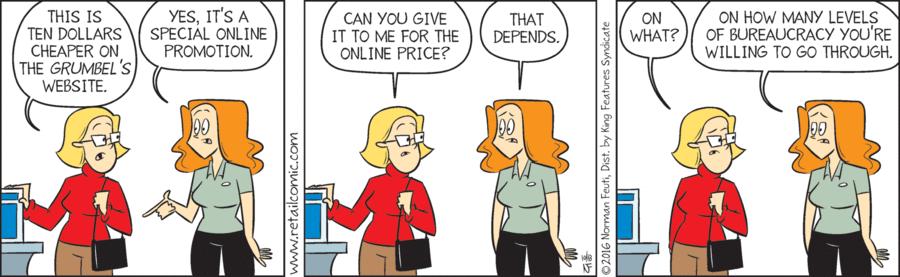 THIS IS
TEN DOLLARS
CHEAPER ON
THE GRUMBEL'S
WEBSITE.
YES, IT'S A
SPECIAL ONLINE
PROMOTION.
www.retailcomic.com
CAN YOU GIVE
IT TO ME FOR THE
ONLINE PRICE?
THAT
DEPENDS.
©2016 Norman Feuti, Dist. by King Features Syndicate
ON
WHAT?
ON HOW MANY LEVELS
OF BUREAUCRACY YOU'RE
WILLING TO GO THROUGH.